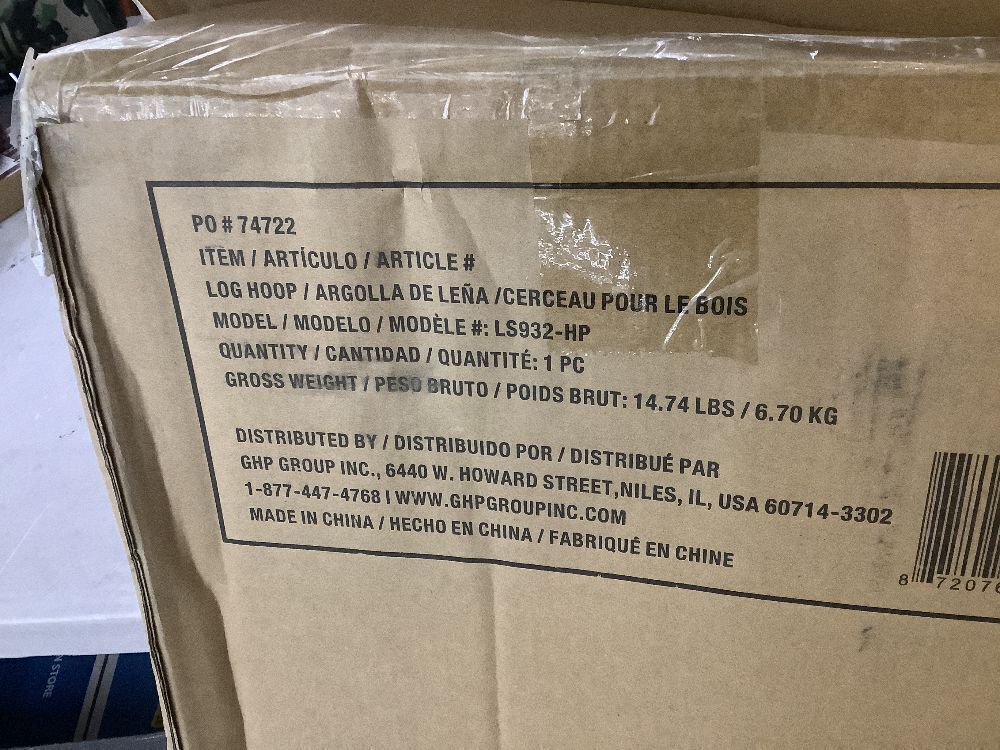 PO # 74722
ITEM / ARTÍCULO / ARTICLE #
LOG HOOP / ARGOLLA DE LEÑA /CERCEAU POUR LE BOIS
MODEL / MODELO / MODÈLE #: LS932-HP
QUANTITY / CANTIDAD / QUANTITÉ: 1 PC
GROSS WEIGHT / PESO BRUTO / POIDS BRUT: 14.74 LBS / 6.70 KG
DISTRIBUTED BY / DISTRIBUIDO POR / DISTRIBUÉ PAR
GHP GROUP INC., 6440 W. HOWARD STREET,NILES, IL, USA 60714-3302
1-877-447-4768 I WWW.GHPGROUPINC.COM
MADE IN CHINA / HECHO EN CHINA / FABRIQUÉ EN CHINE
8 72076
N STORE